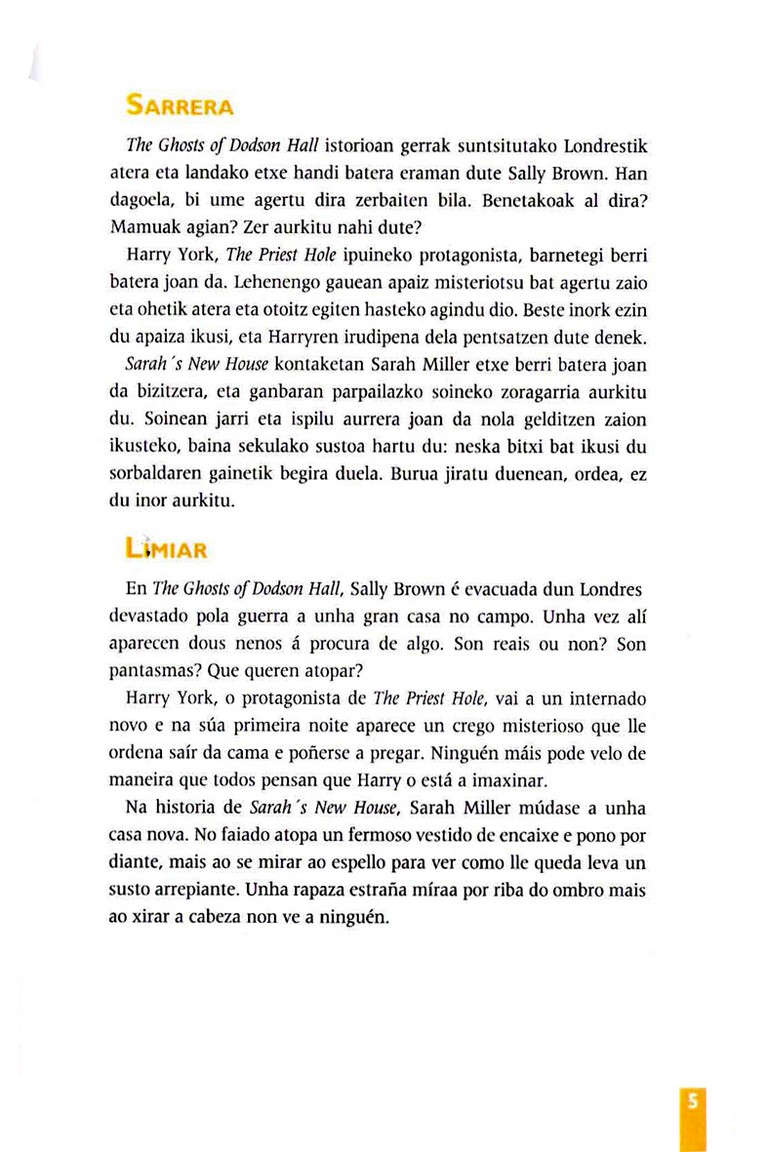 SARRERA
The Ghosts of Dodson Hall istorioan gerrak suntsitutako Londrestik
atera eta landako etxe handi batera eraman dute Sally Brown. Han
dagoela, bi ume agertu dira zerbaiten bila. Benetakoak al dira?
Mamuak agian? Zer aurkitu nahi dute?
Harry York, The Priest Hole ipuineko protagonista, barnetegi berri
batera joan da. Lehenengo gauean apaiz misteriotsu bat agertu zaio
eta ohetik atera eta otoitz egiten hasteko agindu dio. Beste inork ezin
du apaiza ikusi, eta Harryren irudipena dela pentsatzen dute denek.
Sarah´s New House kontaketan Sarah Miller etxe berri batera joan
da bizitzera, eta ganbaran parpailazko soineko zoragarria aurkitu
du. Soinean jarri eta ispilu aurrera joan da nola gelditzen zaion
ikusteko, baina sekulako sustoa hartu du: neska bitxi bat ikusi du
sorbaldaren gainetik begira duela. Burua jiratu duenean, ordea, ez
du inor aurkitu.
LIMIAR
En The Ghosts of Dodson Hall, Sally Brown é evacuada dun Londres
devastado pola guerra a unha gran casa no campo. Unha vez alí
aparecen dous nenos á procura de algo. Son reais ou non? Son
pantasmas? Que queren atopar?
Harry York, o protagonista de The Priest Hole, vai a un internado
novo e na súa primeira noite aparece un crego misterioso que lle
ordena saír da cama e poñerse a pregar. Ninguén máis pode velo de
maneira que todos pensan que Harry o está a imaxinar.
Na historia de Sarah´s New House, Sarah Miller múdase a unha
casa nova. No faiado atopa un fermoso vestido de encaixe e pono por
diante, mais ao se mirar ao espello para ver como lle queda leva un
susto arrepiante. Unha rapaza estraña míraa por riba do ombro mais
ao xirar a cabeza non ve a ninguén.
5